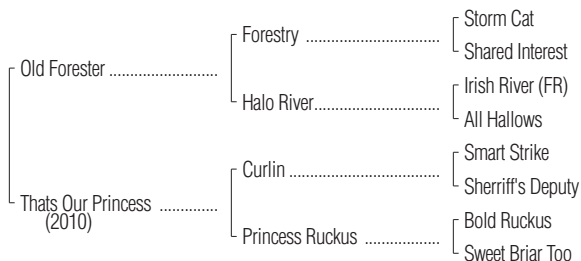 Storm Cat
Forestry ....................................
Shared Interest
Old Forester .............................
Irish River (FR)
Halo River..................................
All Hallows
Smart Strike
Curlin ........................................
Sherriff's Deputy
Thats Our Princess ................
(2010)
Bold Ruckus
Princess Ruckus ....................
Sweet Briar Too